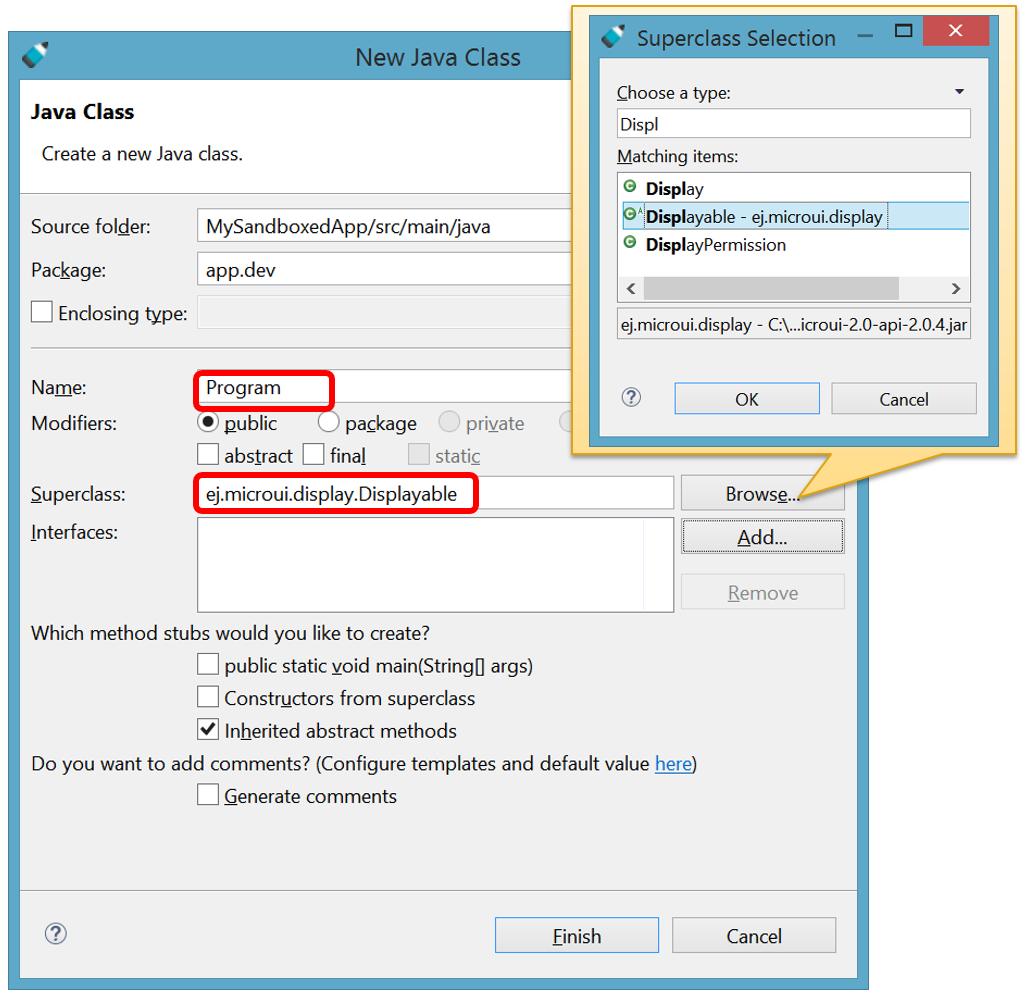 New Java Class
Java Class
Create a new Java class.
Source folder: MySandboxedApp/src/main/java
Package: app.dev
Enclosing type:
Name: Program
Modifiers: public package private
abstract final static
Superclass: ej.microui.display.Displayable Browse...
Interfaces: Add...
Remove
Which method stubs would you like to create?
public static void main(String[] args)
Constructors from superclass
Inherited abstract methods
Do you want to add comments? (Configure templates and default value here)
Generate comments
? Finish Cancel
Superclass Selection
Choose a type:
Displ
Matching items:
C Display
C A Displayable - ej.microui.display
C DisplayPermission
ej.microui.display - C:\...icroui-2.0-api-2.0.4.jar
? OK Cancel